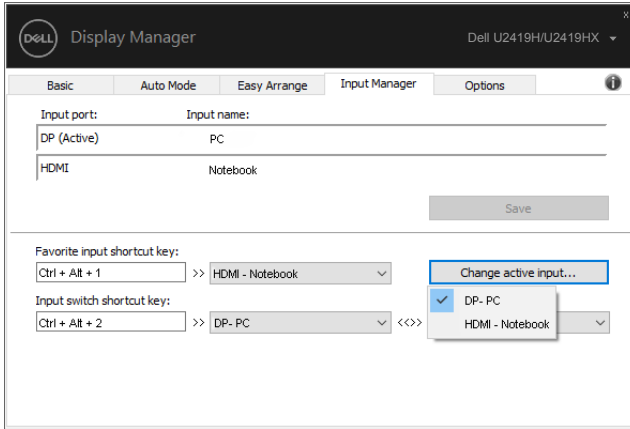 x
DELL Display Manager Dell U2419H/U2419HX
Basic Auto Mode Easy Arrange Input Manager Options i
Input port: Input name:
DP (Active) PC
HDMI Notebook
Save
Favorite input shortcut key:
Ctrl + Alt + 1 >> HDMI - Notebook Change active input...
DP- PC
Input switch shortcut key:
Ctrl + Alt + 2 >> DP- PC <<>> HDMI - Notebook